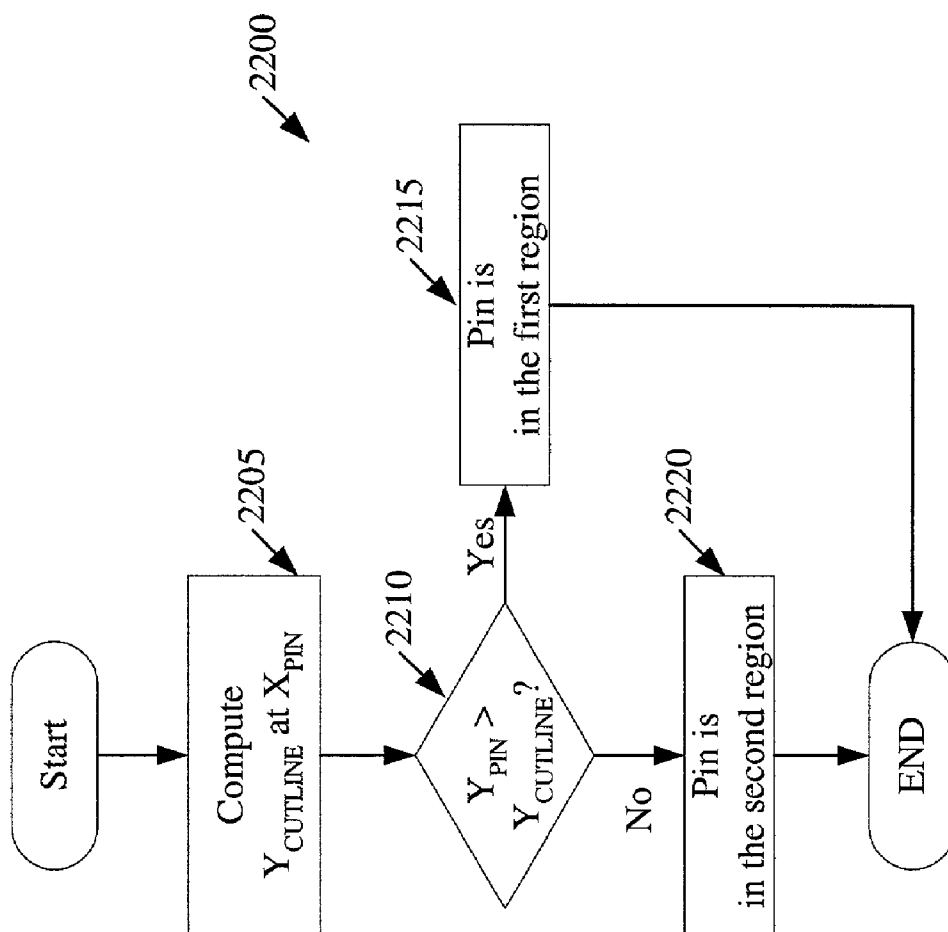 Start
2200
2205
Compute
Y_CUTLINE at X_PIN
2210
Y_PIN >
Y_CUTLINE?
Yes
2215
Pin is
in the first region
No
2220
Pin is
in the second region
END